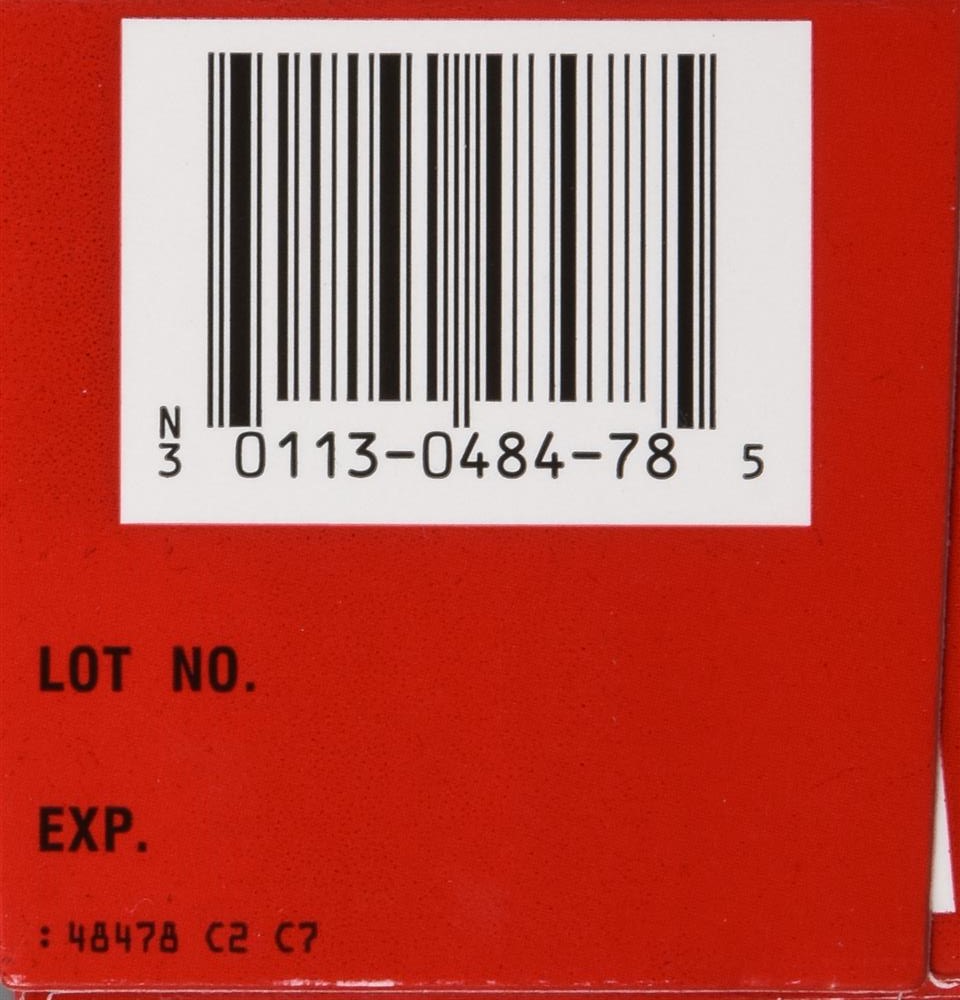 N
3 0113-0484-78 5
LOT NO.
EXP.
: 48478 C2 C7